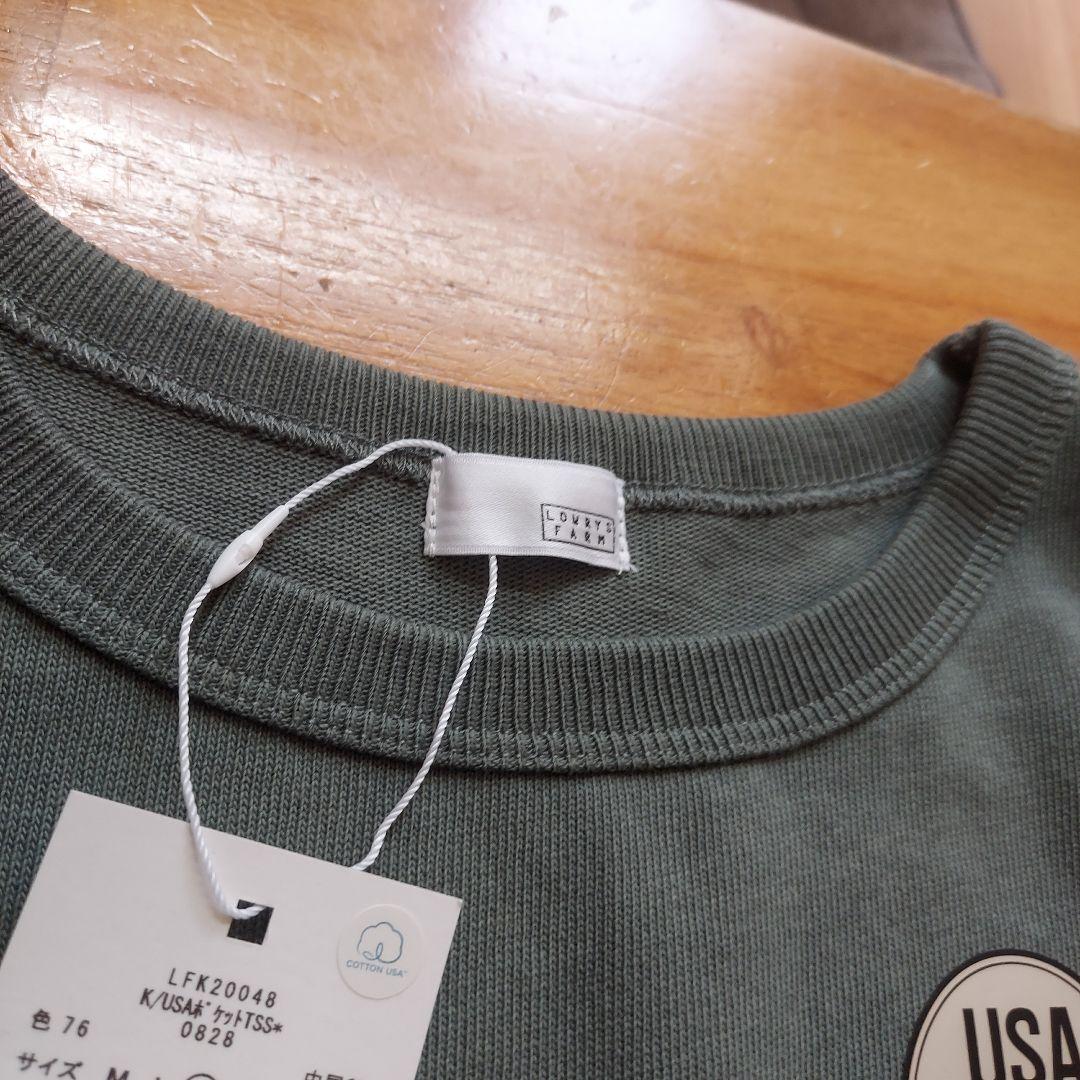 LOWRYS
FARM
COTTON USA™
LFK20048
K/USAﾎﾟｹｯﾄTSS*
0828
色 76
サイズ M
USA